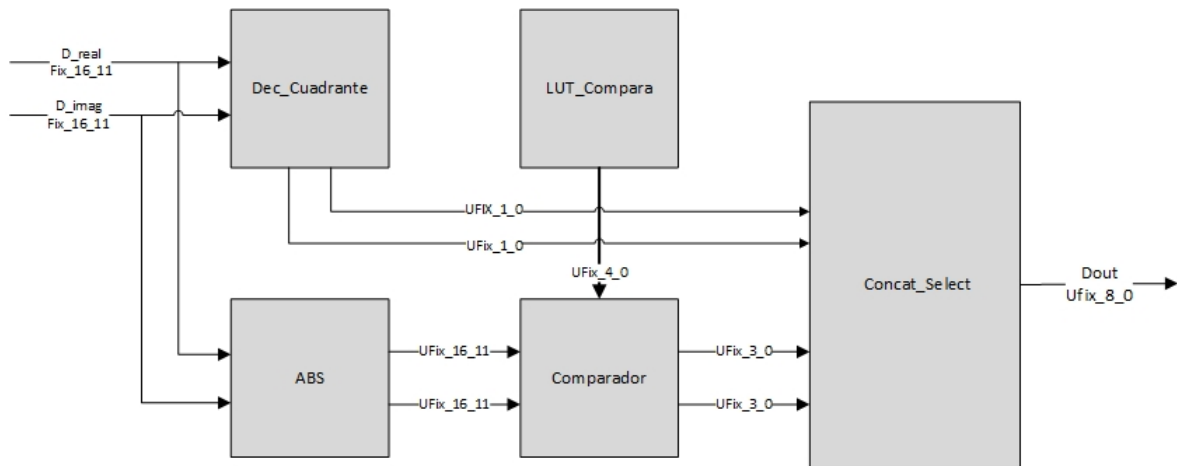 D_real
Fix_16_11
D_imag
Fix_16_11
Dec_Cuadrante
LUT_Compara
UFIX_1_0
UFix_1_0
UFix_4_0
Concat_Select
Dout
Ufix_8_0
ABS
UFix_16_11
UFix_16_11
Comparador
UFix_3_0
UFix_3_0